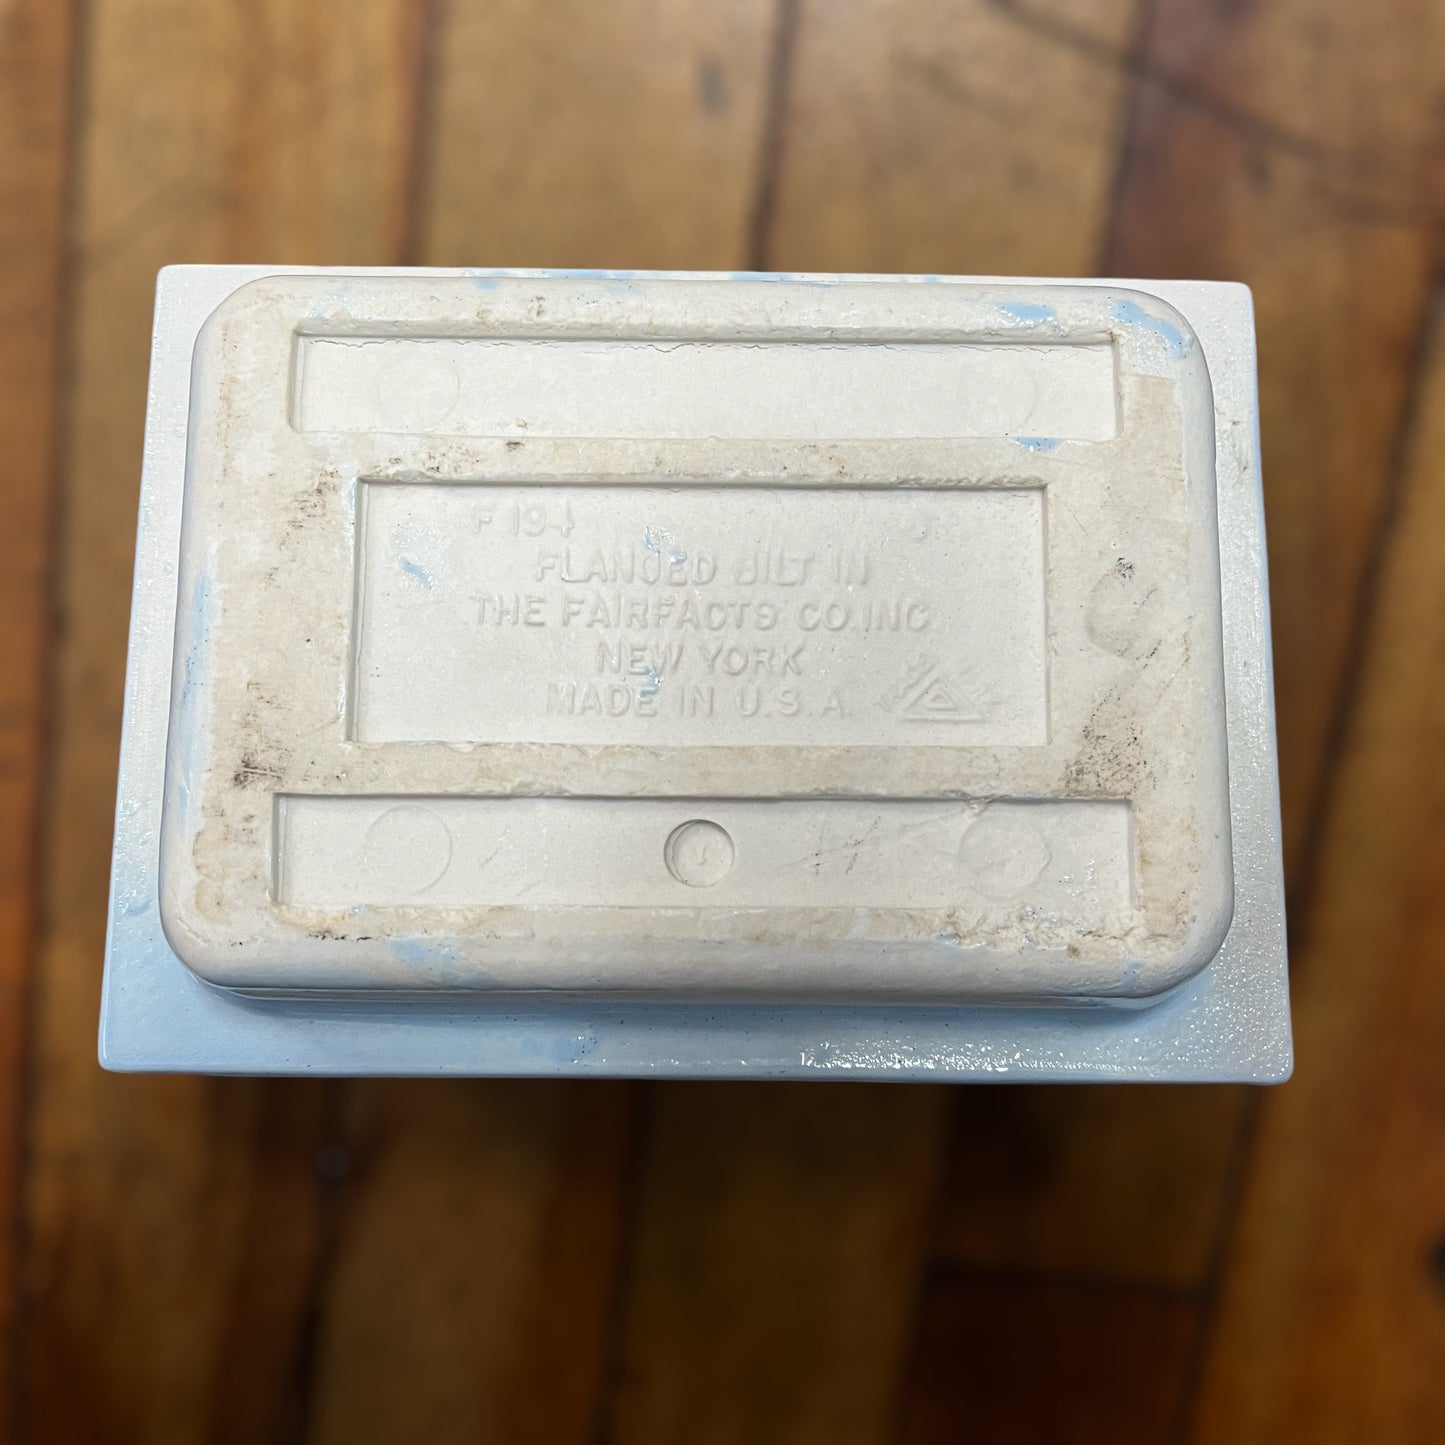 F 194
FLANGED BILT IN
THE FAIRFACTS CO. INC
NEW YORK
MADE IN U.S.A.